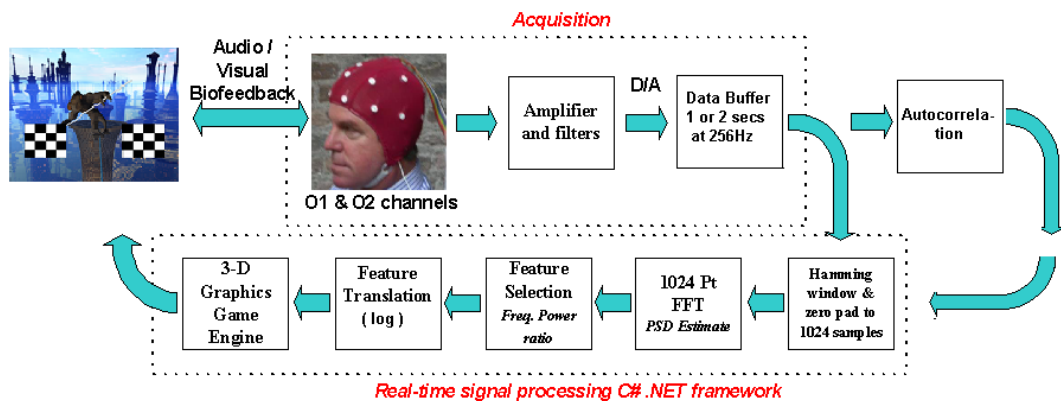 Acquisition
Audio /
Visual
Biofeedback
O1 & O2 channels
Amplifier
and filters
D/A
Data Buffer
1 or 2 secs
at 256Hz
Autocorrela-
tion
3-D
Graphics
Game
Engine
Feature
Translation
( log )
Feature
Selection
Freq. Power
ratio
1024 Pt
FFT
PSD Estimate
Hamming
window &
zero pad to
1024 samples
Real-time signal processing C# .NET framework